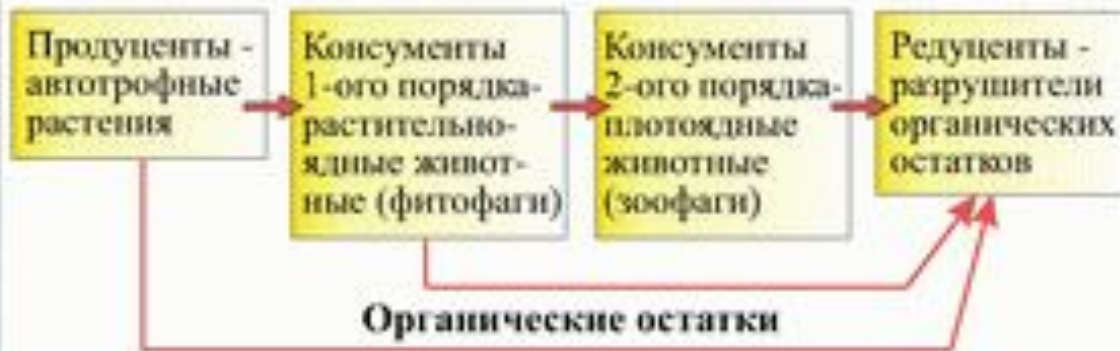 Продуценты -
автотрофные
растения
Консументы
1-ого порядка-
растительно-
ядные живот-
ные (фитофаги)
Консументы
2-ого порядка-
плотоядные
животные
(зоофаги)
Редуценты -
разрушители
органических
остатков
Органические остатки